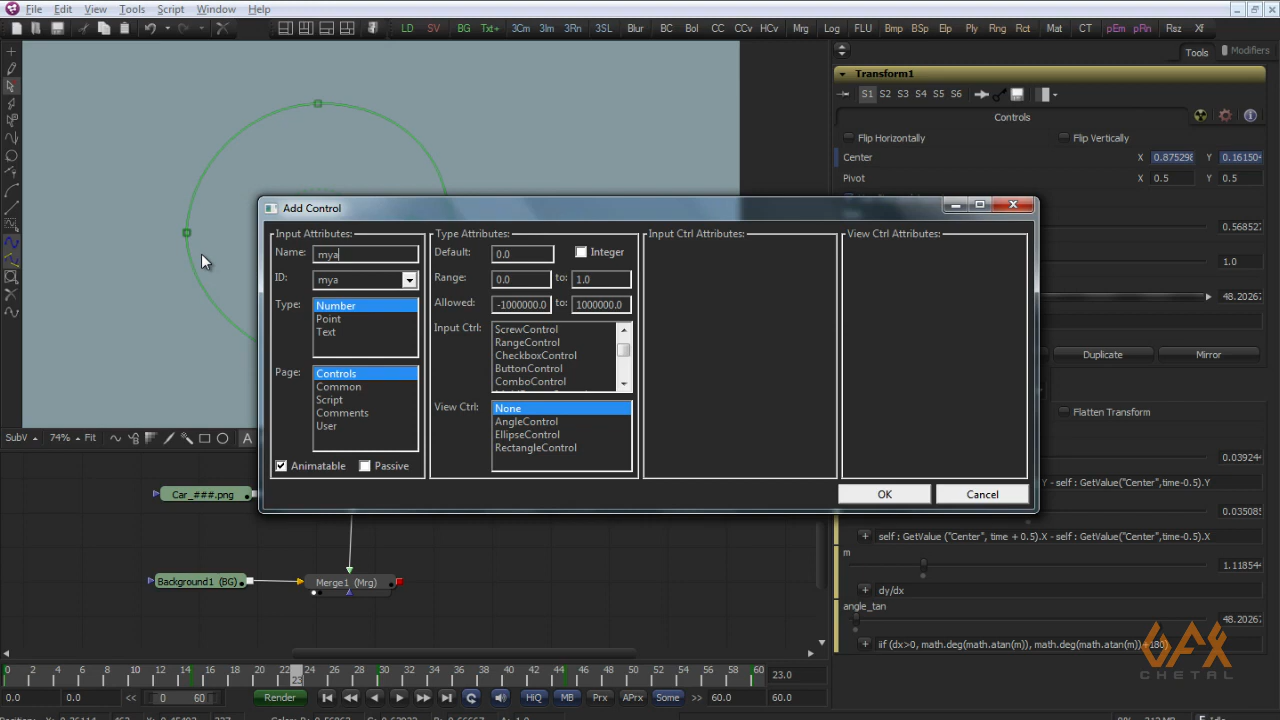 File Edit View Tools Script Window Help
LD SV BG Txt+ 3Cm 3Im 3Rn 3SL Blur BC Bol CC CCv HCv Mrg Log FLU Bmp BSp Elp Ply Rng Rct Mat CT pEm pRn Rsz XF
Tools Modifiers
Transform1
S1 S2 S3 S4 S5 S6
Controls
Flip Horizontally Flip Vertically
Center X 0.875298 Y 0.161504
Pivot X 0.5 Y 0.5
0.568527
1.0
48.20267
Duplicate Mirror
Flatten Transform
Add Control
Input Attributes:
Name: mya
ID: mya
Type: Number
Point
Text
Page: Controls
Common
Script
Comments
User
Animatable Passive
Type Attributes:
Default: 0.0 Integer
Range: 0.0 to: 1.0
Allowed: -1000000.0 to: 1000000.0
Input Ctrl: ScrewControl
RangeControl
CheckboxControl
ButtonControl
ComboControl
View Ctrl: None
AngleControl
EllipseControl
RectangleControl
Input Ctrl Attributes:
View Ctrl Attributes:
OK Cancel
SubV 74% Fit A
Car_###.png
Background1 (BG) Merge1 (Mrg)
0.03924
Y - self : GetValue("Center",time-0.5).Y
0.035085
self : GetValue ("Center", time + 0.5).X - self : GetValue("Center",time-0.5).X
m
1.118544
dy/dx
angle_tan
48.20267
iif (dx>0, math.deg(math.atan(m)), math.deg(math.atan(m))+180)
GFX
CHETAL
0 2 4 6 8 10 12 14 16 18 20 22 24 26 28 30 32 34 36 38 40 42 44 46 48 50 52 54 56 58 60
23
23.0
0.0 0.0 << 0 60 Render HiQ MB Prx APrx Some >> 60.0 60.0